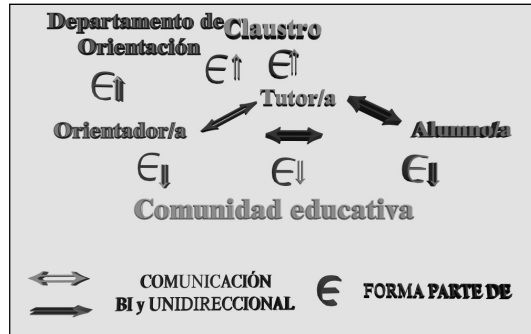 Departamento de
Orientación
Claustro
∈ ∈
∈
Tutor/a
Orientador/a
Alumno/a
∈ ∈ ∈
Comunidad educativa
COMUNICACIÓN
BI y UNIDIRECCIONAL
∈ FORMA PARTE DE